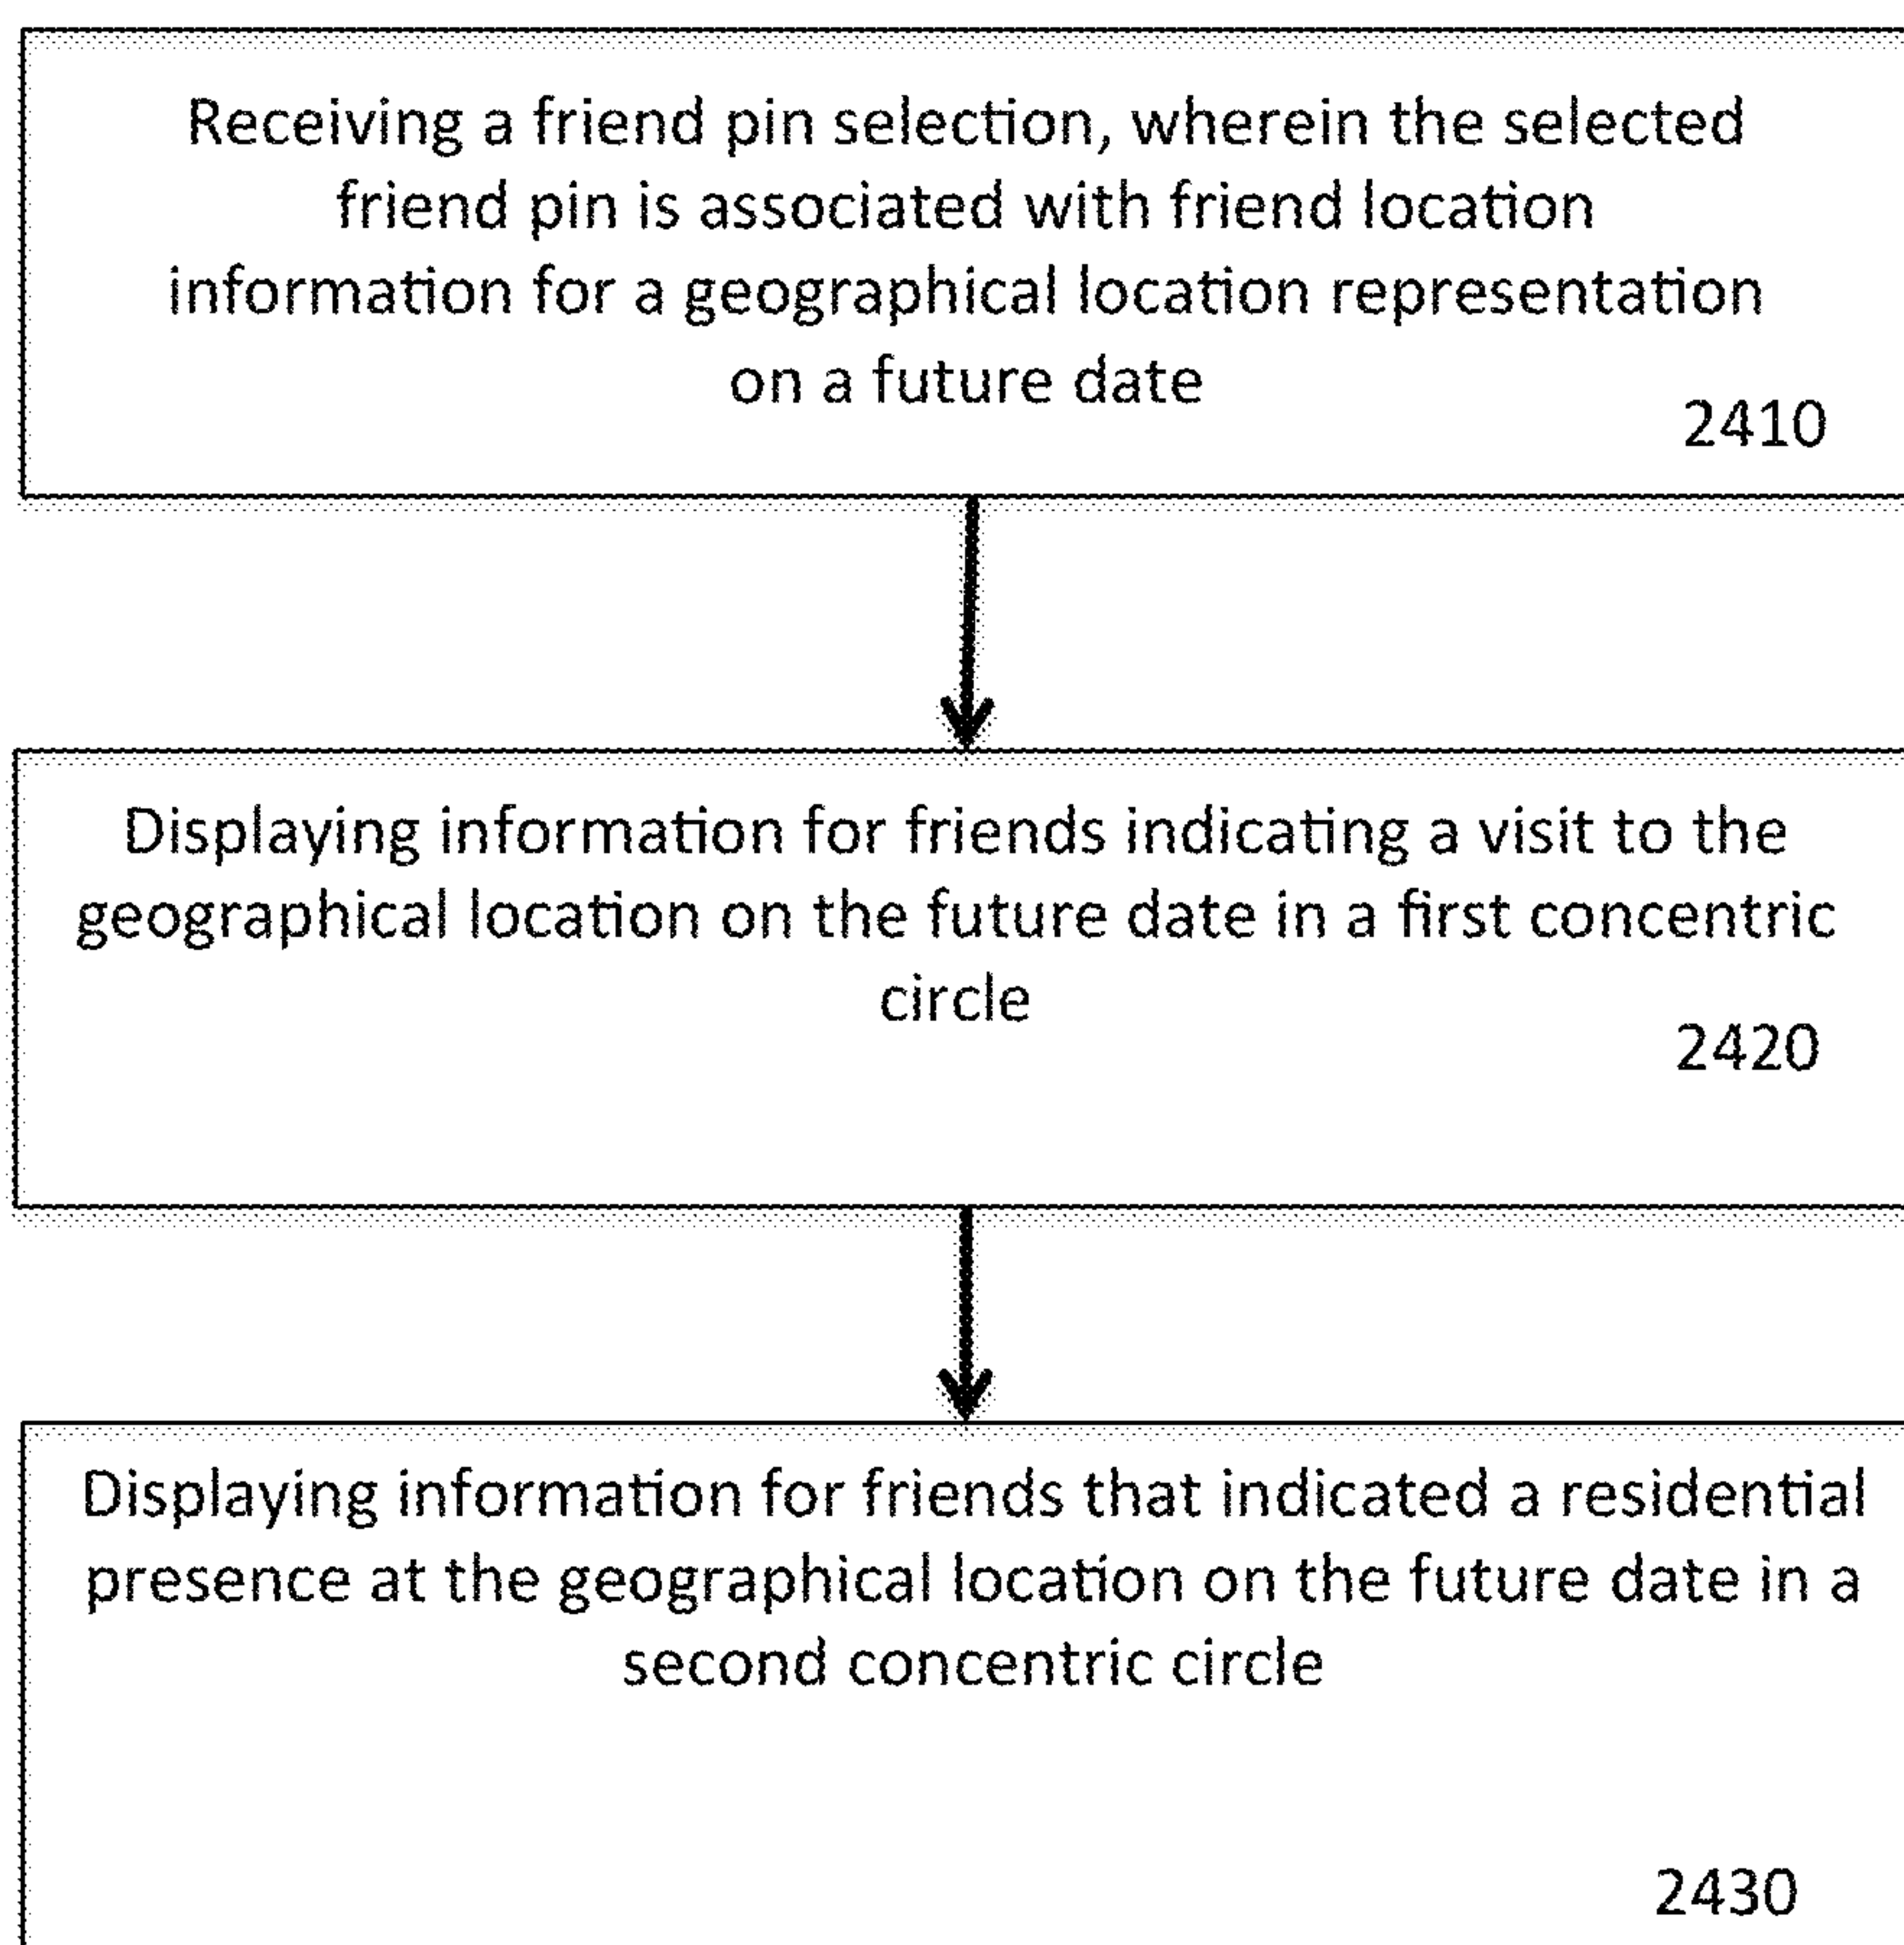 Receiving a friend pin selection, wherein the selected
friend pin is associated with friend location
information for a geographical location representation
on a future date
2410
Displaying information for friends indicating a visit to the
geographical location on the future date in a first concentric
circle
2420
Displaying information for friends that indicated a residential
presence at the geographical location on the future date in a
second concentric circle
2430